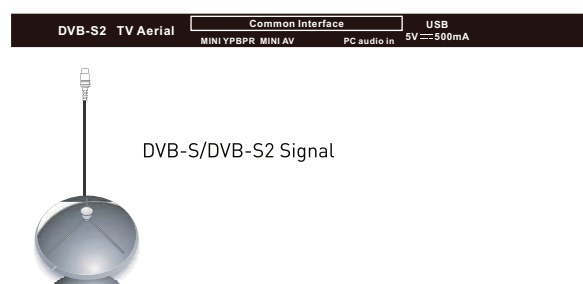 DVB-S2 TV Aerial Common Interface USB
MINI YPBPR MINI AV PC audio in 5V⎓500mA
DVB-S/DVB-S2 Signal